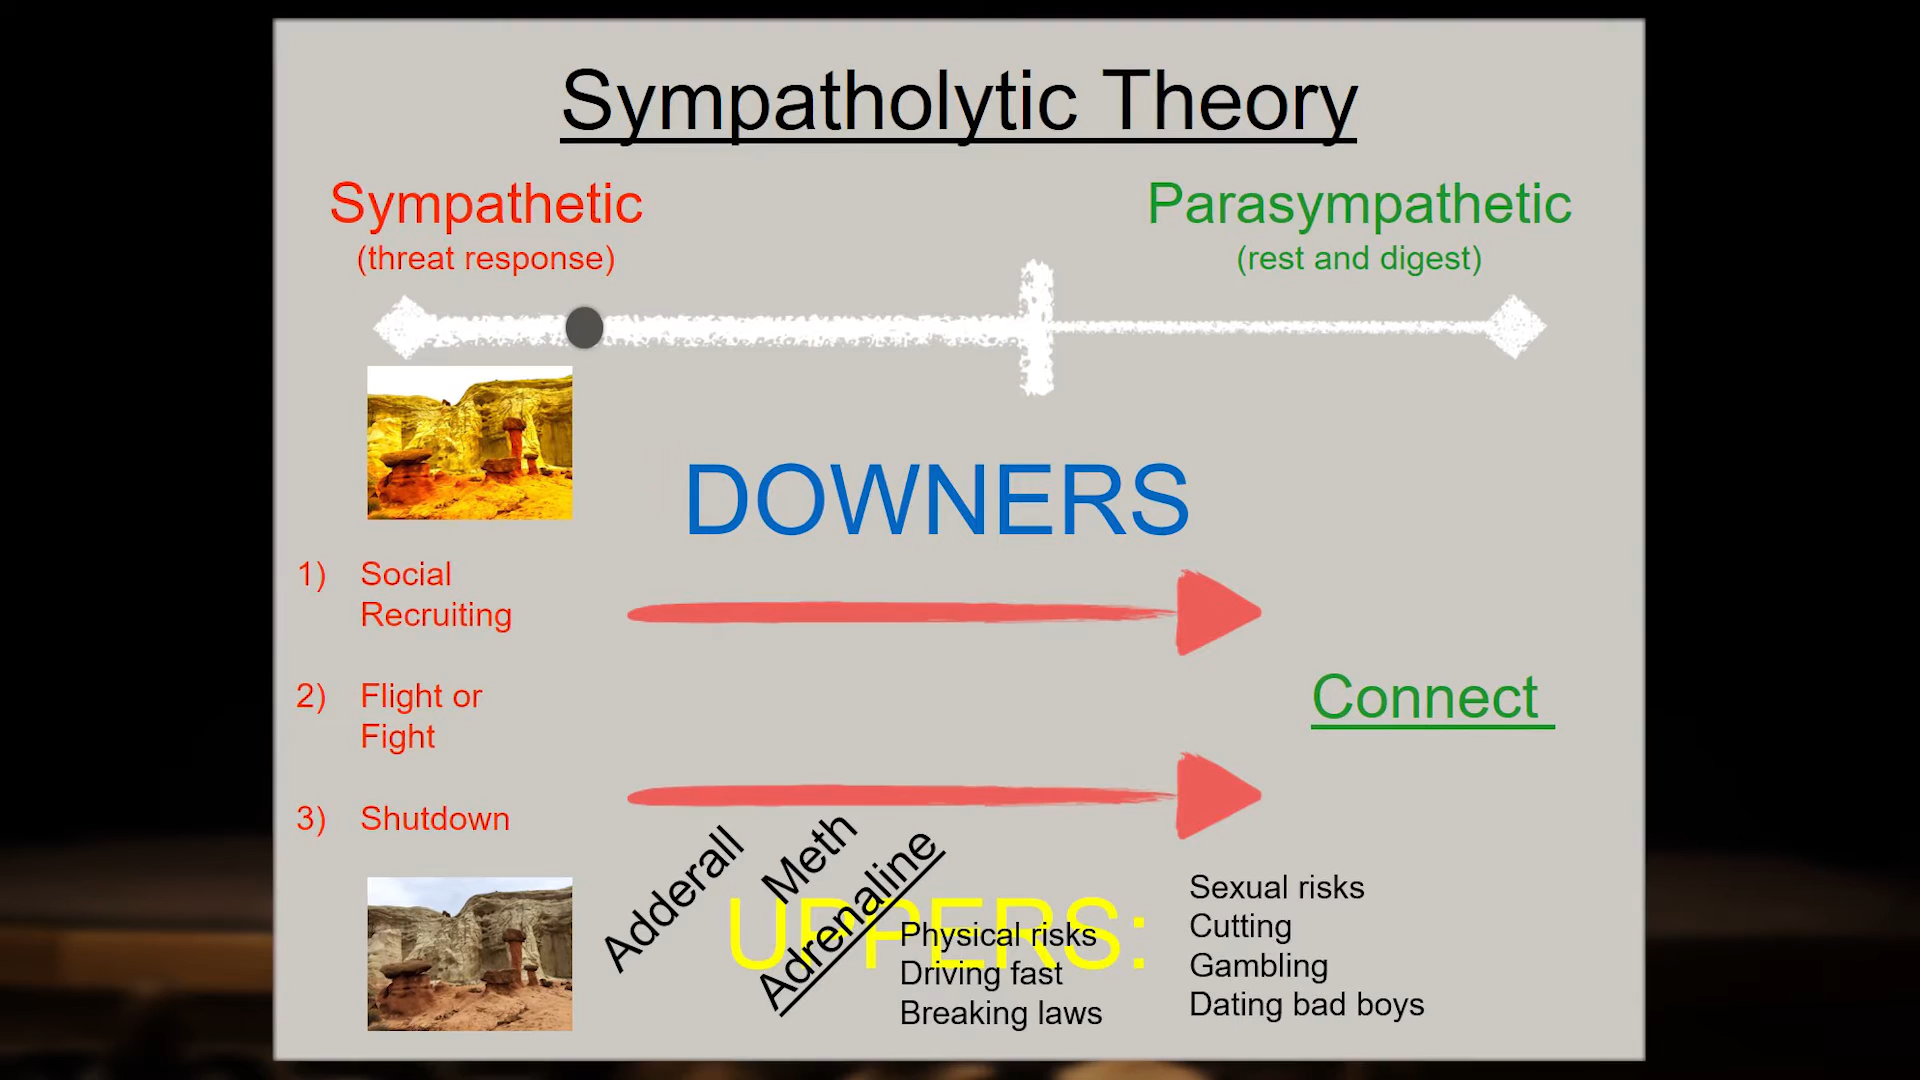 Sympatholytic Theory
Sympathetic
(threat response)
Parasympathetic
(rest and digest)
DOWNERS
1) Social
Recruiting
2) Flight or
Fight
3) Shutdown
Connect
Adderall
Meth
Adrenaline
UPPERS:
Physical risks
Driving fast
Breaking laws
Sexual risks
Cutting
Gambling
Dating bad boys